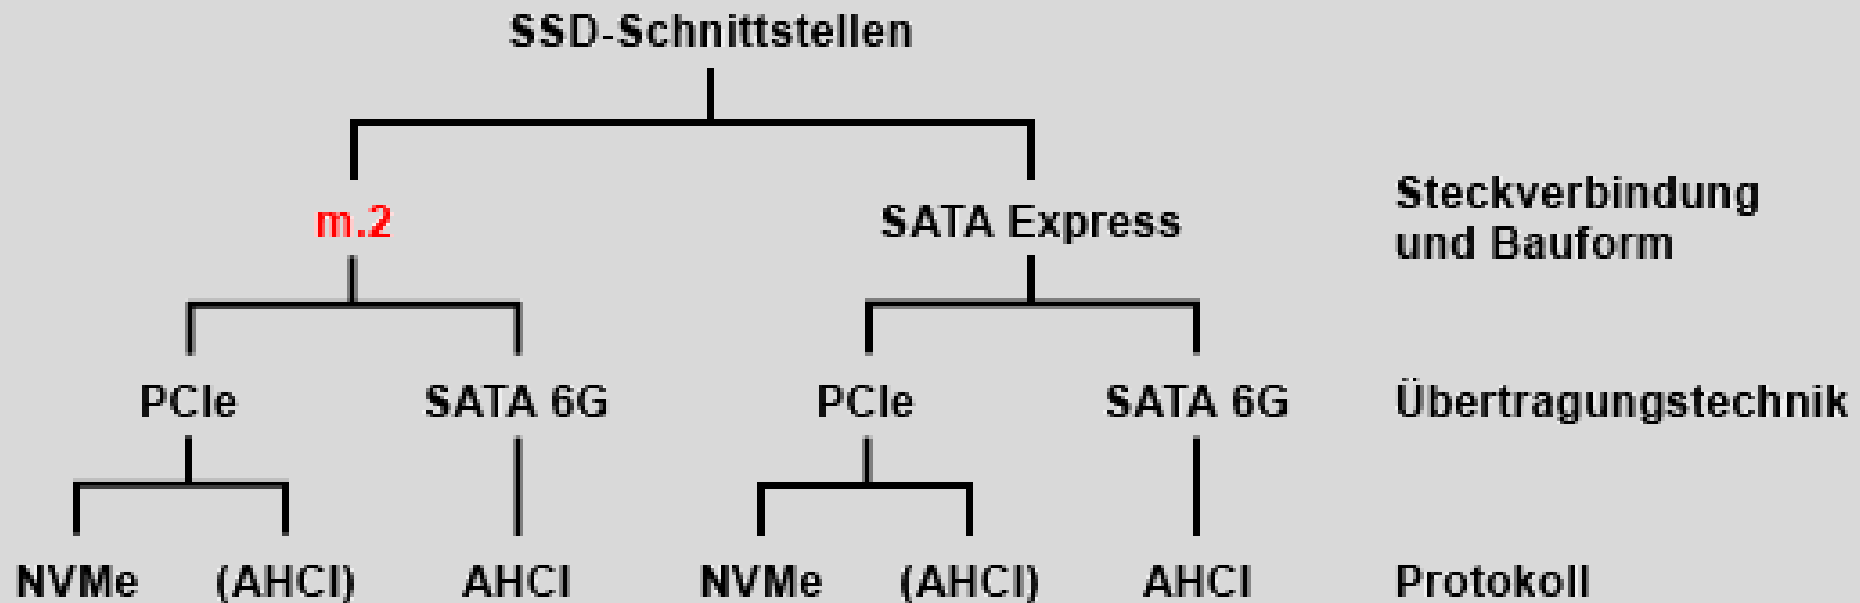 SSD-Schnittstellen
m.2
SATA Express
Steckverbindung
und Bauform
PCIe
SATA 6G
PCIe
SATA 6G
Übertragungstechnik
NVMe
(AHCI)
AHCI
NVMe
(AHCI)
AHCI
Protokoll